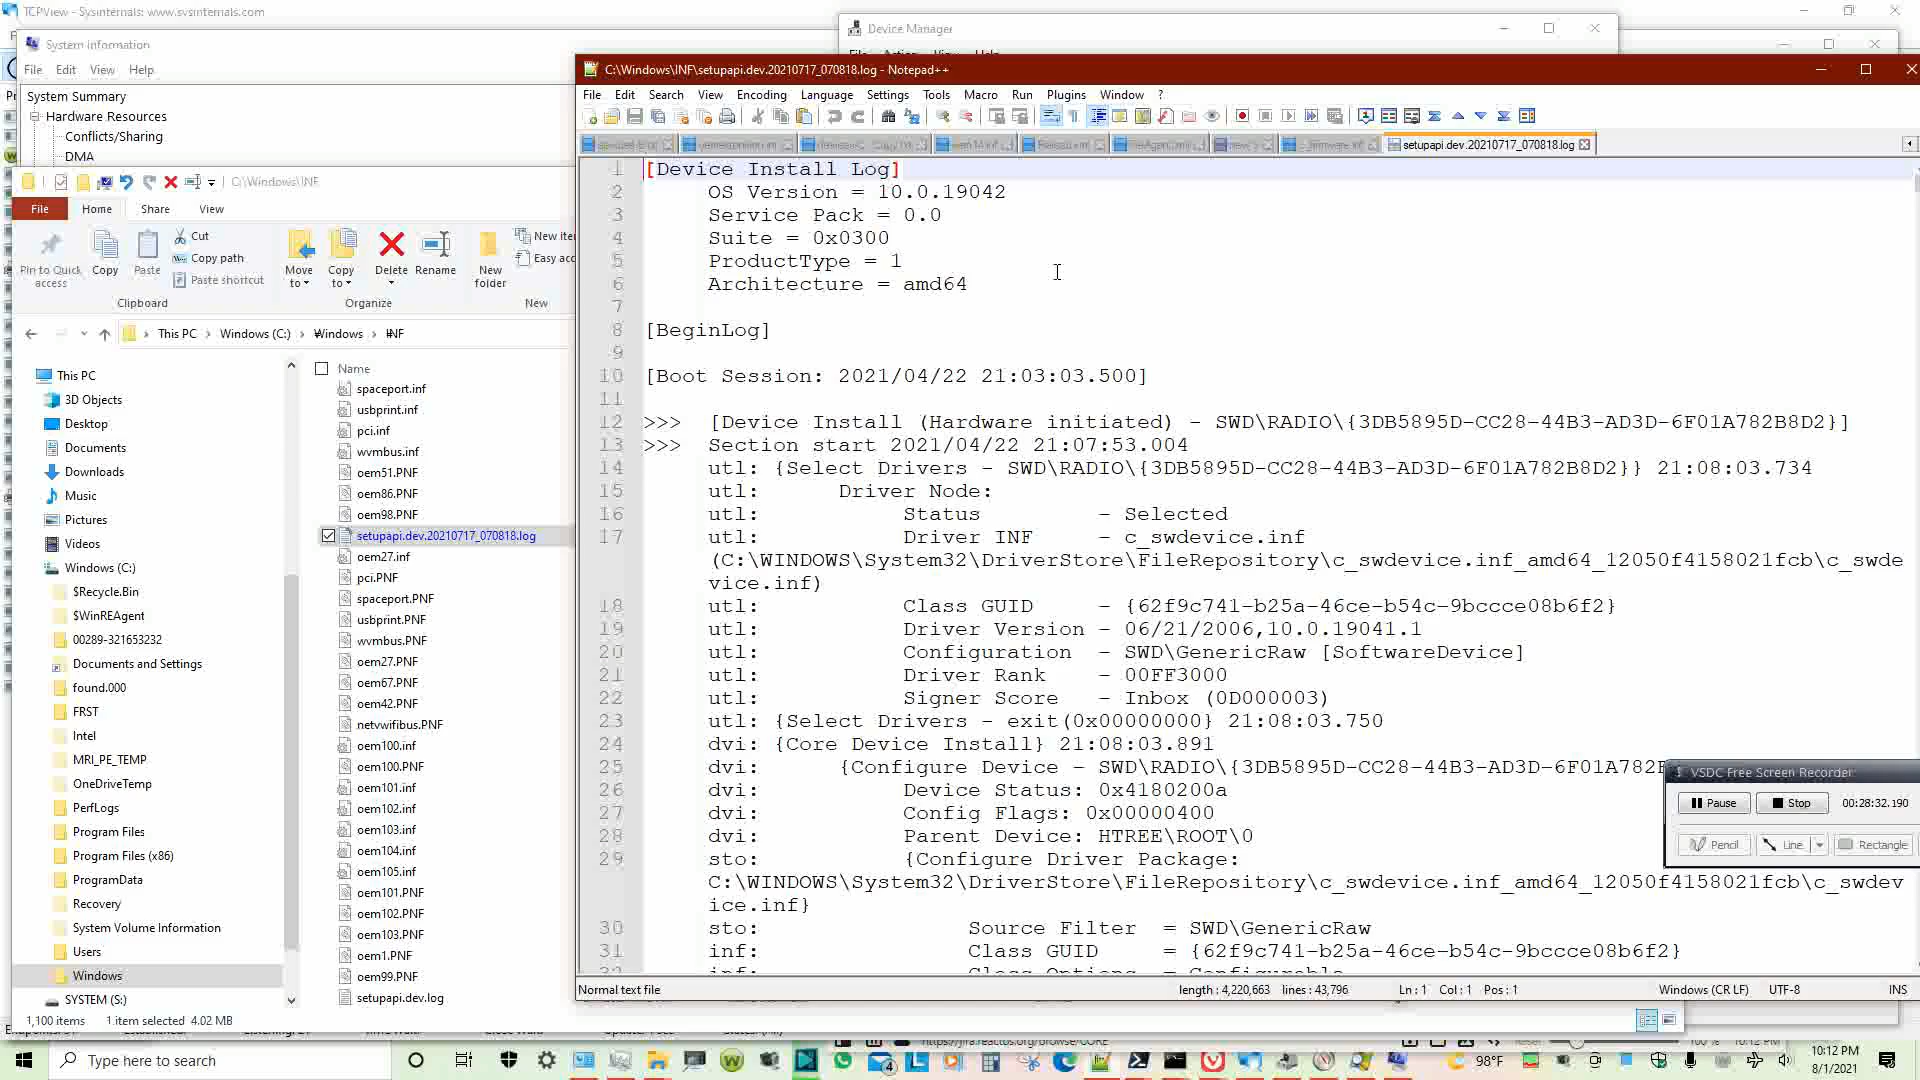 TCPView - Sysinternals: www.sysinternals.com
System Information
File Edit View Help
System Summary
Hardware Resources
Conflicts/Sharing
DMA
Device Manager
File Action View Help
C:\Windows\INF
File Home Share View
Pin to Quick access
Copy
Paste
Cut
Copy path
Paste shortcut
Clipboard
Move to
Copy to
Delete
Rename
Organize
New folder
New
This PC > Windows (C:) > Windows > INF
This PC
3D Objects
Desktop
Documents
Downloads
Music
Pictures
Videos
Windows (C:)
$Recycle.Bin
$WinREAgent
00289-321653232
Documents and Settings
found.000
FRST
Intel
MRI_PE_TEMP
OneDriveTemp
PerfLogs
Program Files
Program Files (x86)
ProgramData
Recovery
System Volume Information
Users
Windows
SYSTEM (S:)
Name
spaceport.inf
usbprint.inf
pci.inf
wvmbus.inf
oem51.PNF
oem86.PNF
oem98.PNF
setupapi.dev.20210717_070818.log
oem27.inf
pci.PNF
spaceport.PNF
usbprint.PNF
wvmbus.PNF
oem27.PNF
oem67.PNF
oem42.PNF
netvwifibus.PNF
oem100.inf
oem100.PNF
oem101.inf
oem102.inf
oem103.inf
oem104.inf
oem105.inf
oem101.PNF
oem102.PNF
oem103.PNF
oem1.PNF
oem99.PNF
setupapi.dev.log
1,100 items 1 item selected 4.02 MB
C:\Windows\INF\setupapi.dev.20210717_070818.log - Notepad++
File Edit Search View Encoding Language Settings Tools Macro Run Plugins Window ?
setupapi.dev.20210717_070818.log
1 [Device Install Log]
2 OS Version = 10.0.19042
3 Service Pack = 0.0
4 Suite = 0x0300
5 ProductType = 1
6 Architecture = amd64
7
8 [BeginLog]
9
10 [Boot Session: 2021/04/22 21:03:03.500]
11
12 >>> [Device Install (Hardware initiated) - SWD\RADIO\{3DB5895D-CC28-44B3-AD3D-6F01A782B8D2}]
13 >>> Section start 2021/04/22 21:07:53.004
14 utl: {Select Drivers - SWD\RADIO\{3DB5895D-CC28-44B3-AD3D-6F01A782B8D2}} 21:08:03.734
15 utl: Driver Node:
16 utl: Status - Selected
17 utl: Driver INF - c_swdevice.inf
(C:\WINDOWS\System32\DriverStore\FileRepository\c_swdevice.inf_amd64_12050f4158021fcb\c_swde
vice.inf)
18 utl: Class GUID - {62f9c741-b25a-46ce-b54c-9bccce08b6f2}
19 utl: Driver Version - 06/21/2006,10.0.19041.1
20 utl: Configuration - SWD\GenericRaw [SoftwareDevice]
21 utl: Driver Rank - 00FF3000
22 utl: Signer Score - Inbox (0D000003)
23 utl: {Select Drivers - exit(0x00000000} 21:08:03.750
24 dvi: {Core Device Install} 21:08:03.891
25 dvi: {Configure Device - SWD\RADIO\{3DB5895D-CC28-44B3-AD3D-6F01A782
26 dvi: Device Status: 0x4180200a
27 dvi: Config Flags: 0x00000400
28 dvi: Parent Device: HTREE\ROOT\0
29 sto: {Configure Driver Package:
C:\WINDOWS\System32\DriverStore\FileRepository\c_swdevice.inf_amd64_12050f4158021fcb\c_swdev
ice.inf}
30 sto: Source Filter = SWD\GenericRaw
31 inf: Class GUID = {62f9c741-b25a-46ce-b54c-9bccce08b6f2}
32 inf: Class Options = Configurable
Normal text file length : 4,220,663 lines : 43,796 Ln : 1 Col : 1 Pos : 1 Windows (CR LF) UTF-8 INS
VSDC Free Screen Recorder
Pause Stop 00:28:32.190
Pencil Line Rectangle
https://jira.reactos.org/browse/CORE
Type here to search
98°F
10:12 PM
8/1/2021